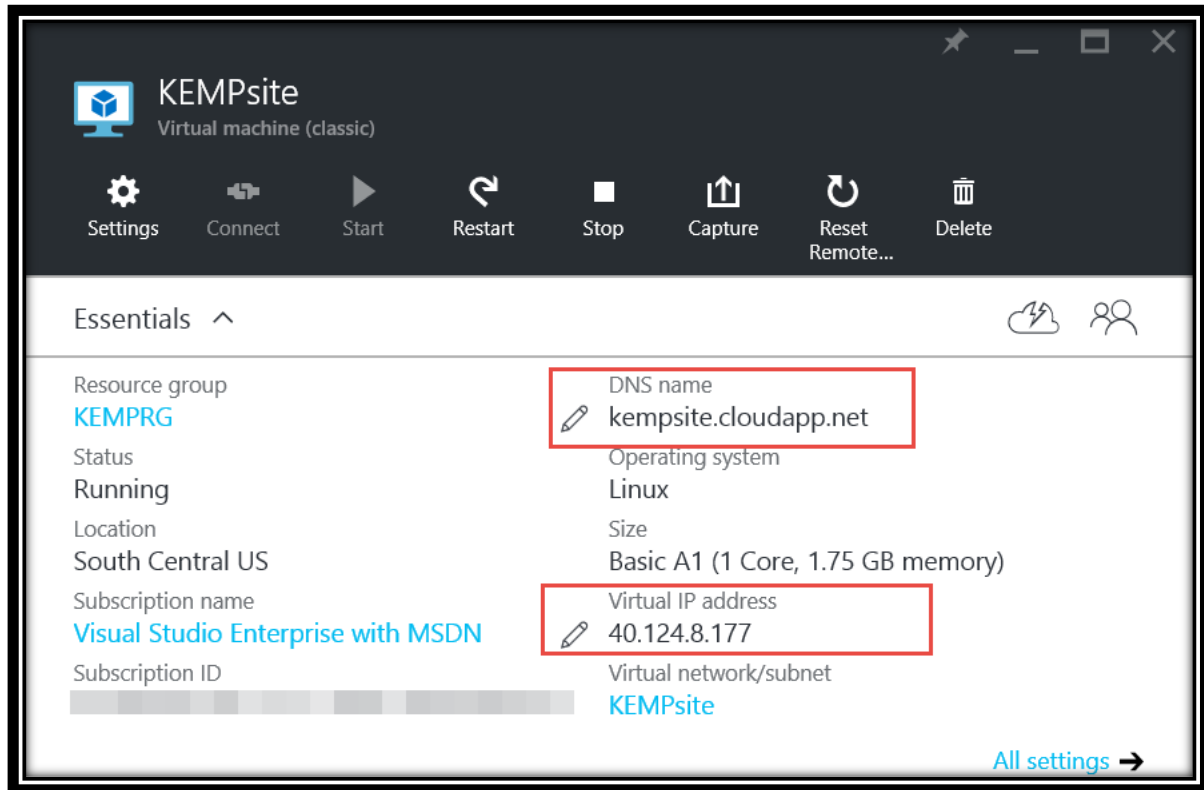 KEMPsite
Virtual machine (classic)
Settings
Connect
Start
Restart
Stop
Capture
Reset
Remote...
Delete
Essentials
Resource group
KEMPRG
Status
Running
Location
South Central US
Subscription name
Visual Studio Enterprise with MSDN
Subscription ID
DNS name
kempsite.cloudapp.net
Operating system
Linux
Size
Basic A1 (1 Core, 1.75 GB memory)
Virtual IP address
40.124.8.177
Virtual network/subnet
KEMPsite
All settings